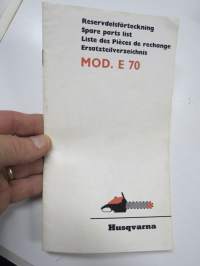 Reservdelsförteckning
Spare parts list
Liste des Pièces de rechange
Ersatzteilverzeichnis
MOD. E 70
Husqvarna